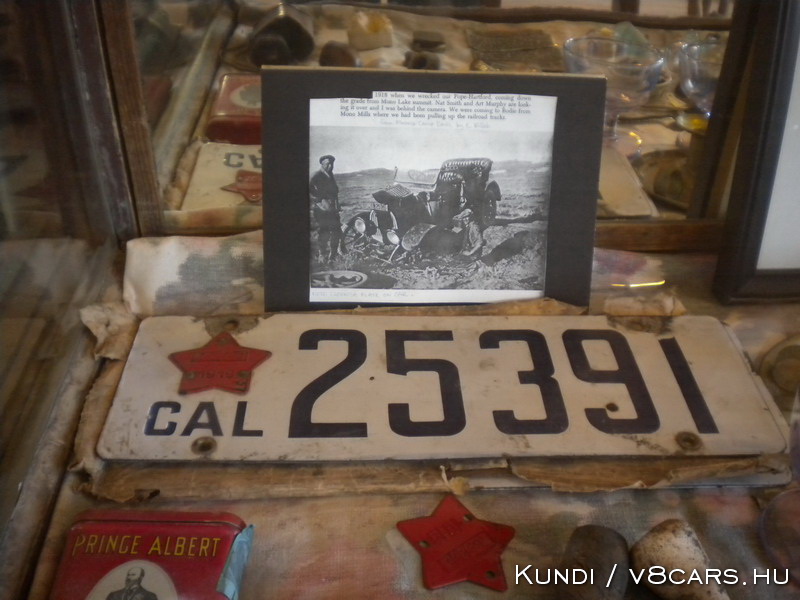 1918 when we wrecked our Pope-Hartford, coming down
the grade from Mono Lake summit. Nat Smith and Art Murphy are look-
ing it over and I was behind the camera. We were coming to Bodie from
Mono Mills where we had been pulling up the railroad tracks.
CAL 25391
PRINCE ALBERT
KUNDI / V8CARS.HU